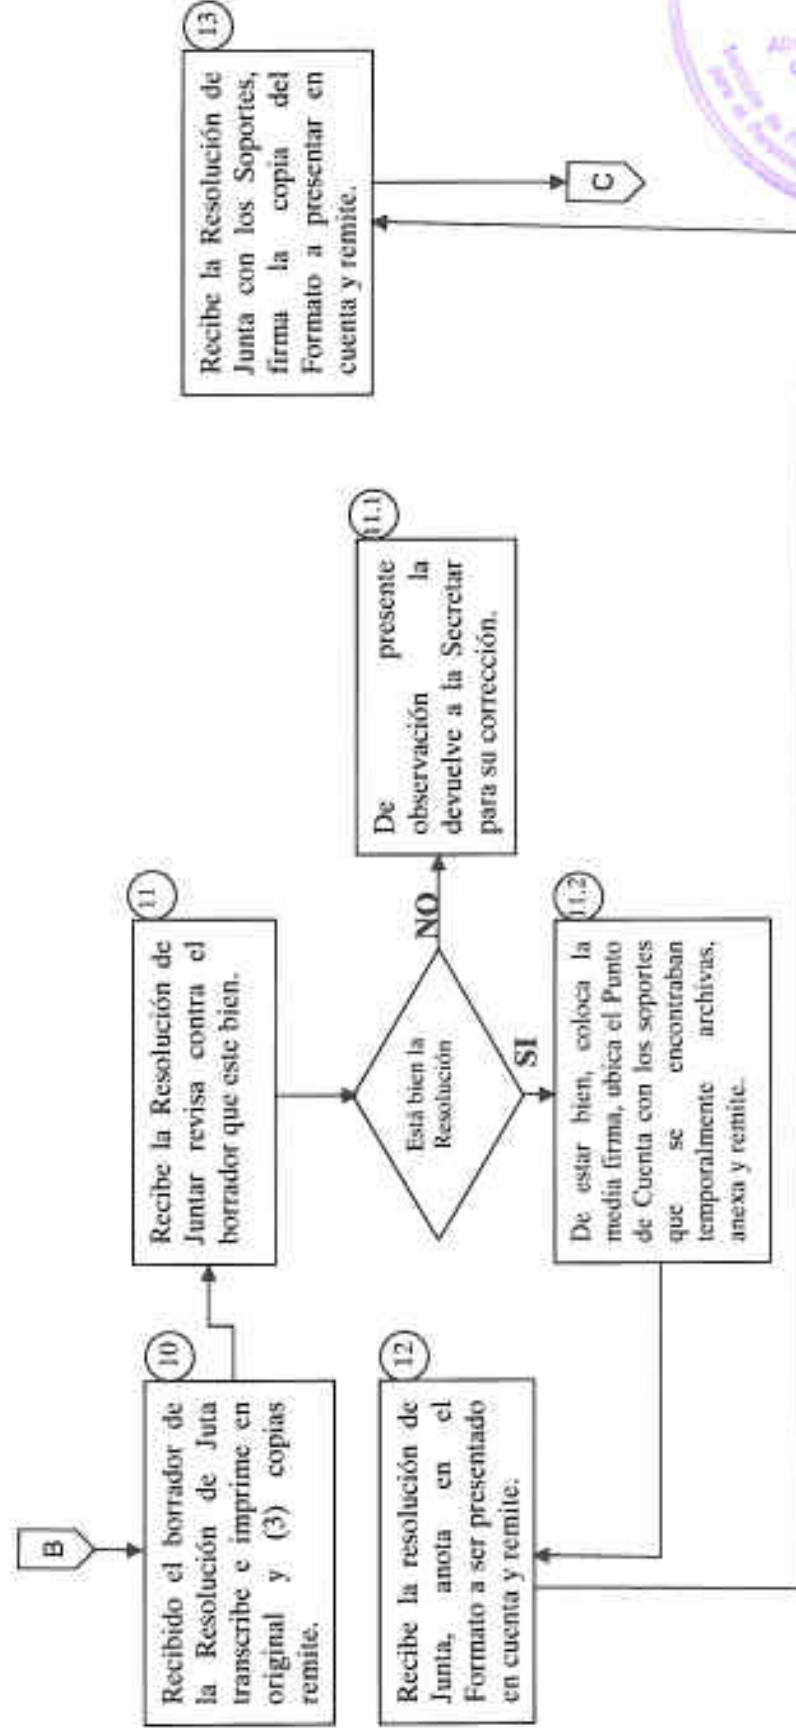 B
10
Recibido el borrador de
la Resolución de Juta
transcribe e imprime en
original y (3) copias
remite.
11
Recibe la Resolución de
Juntar revisa contra el
borrador que este bien.
Está bien la
Resolución
NO
SI
11.1
De presente
observación la
devuelve a la Secretar
para su corrección.
11.2
De estar bien, coloca la
media firma, ubica el Punto
de Cuenta con los soportes
que se encontraban
temporalmente archivas,
anexa y remite.
12
Recibe la resolución de
Junta, anota en el
Formato a ser presentado
en cuenta y remite.
13
Recibe la Resolución de
Junta con los Soportes,
firma la copia del
Formato a presentar en
cuenta y remite.
C